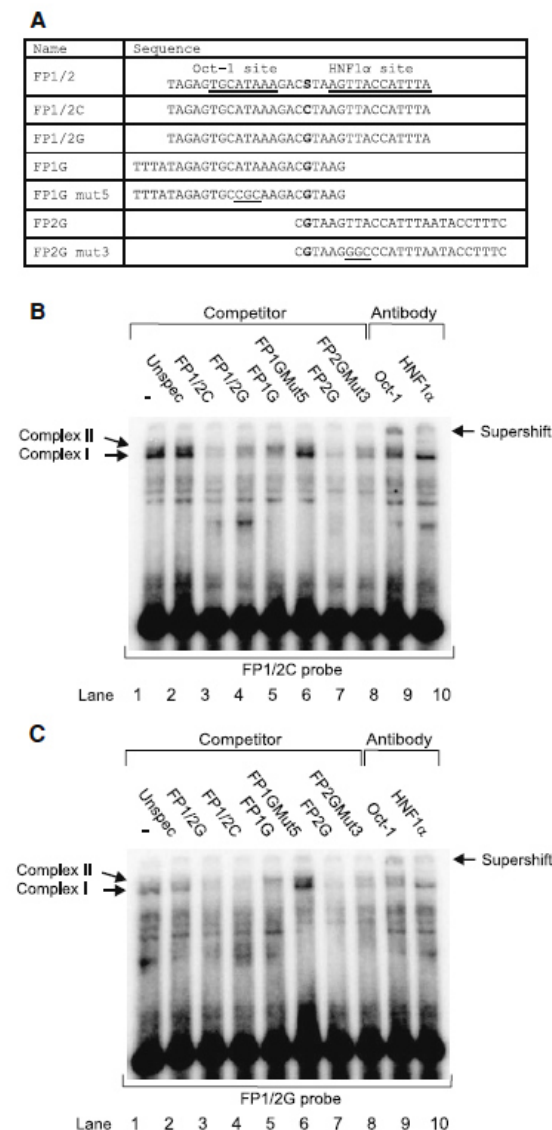 A
Name Sequence
Oct-1 site HNF1α site
FP1/2 TAGAGTGCATAAAGACSTAAGTTACCATTTA
FP1/2C TAGAGTGCATAAAGACCTAAGTTACCATTTA
FP1/2G TAGAGTGCATAAAGACGTAAGTTACCATTTA
FP1G TTTATAGAGTGCATAAAGACGTAAG
FP1G mut5 TTTATAGAGTGCCGCAAGACGTAAG
FP2G CGTAAGTTACCATTTAATACCTTTC
FP2G mut3 CGTAAGGGCCCATTTAATACCTTTC
B
Competitor Antibody
- Unspec FP1/2C FP1/2G FP1G FP1GMut5 FP2G FP2GMut3 Oct-1 HNF1α
Complex II
Complex I
Supershift
FP1/2C probe
Lane 1 2 3 4 5 6 7 8 9 10
C
Competitor Antibody
- Unspec FP1/2G FP1/2C FP1G FP1GMut5 FP2G FP2GMut3 Oct-1 HNF1α
Complex II
Complex I
Supershift
FP1/2G probe
Lane 1 2 3 4 5 6 7 8 9 10